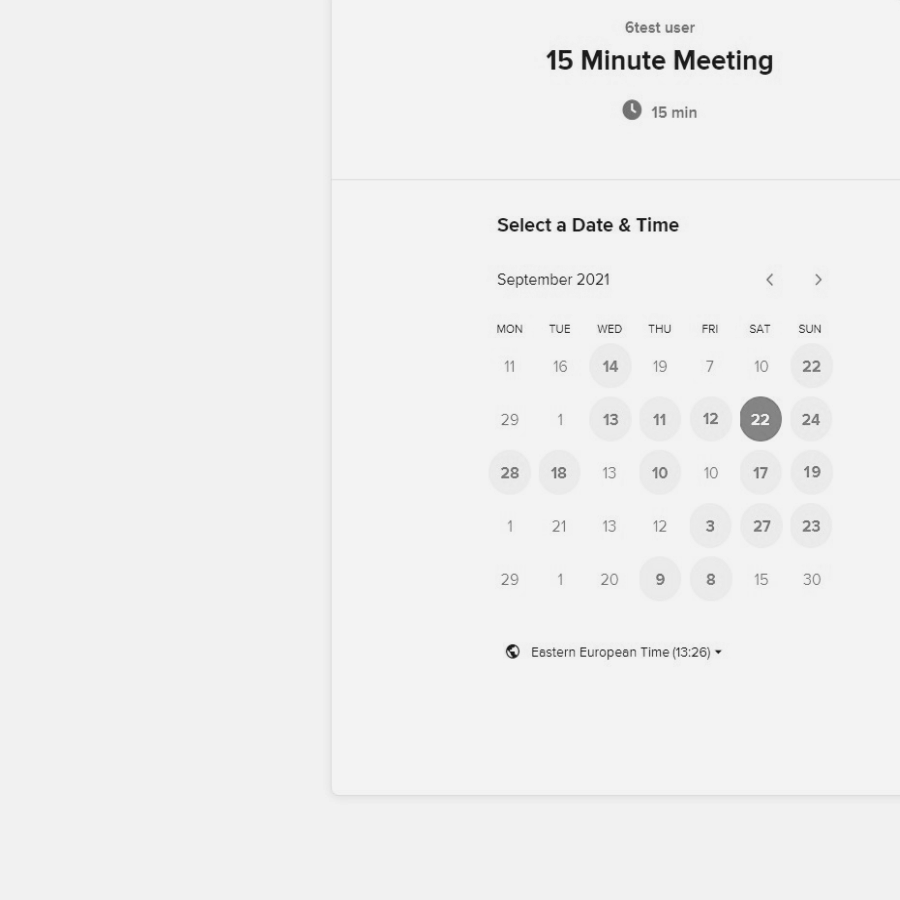 6test user
15 Minute Meeting
15 min
Select a Date & Time
September 2021
MON TUE WED THU FRI SAT SUN
11 16 14 19 7 10 22
29 1 13 11 12 22 24
28 18 13 10 10 17 19
1 21 13 12 3 27 23
29 1 20 9 8 15 30
Eastern European Time (13:26)